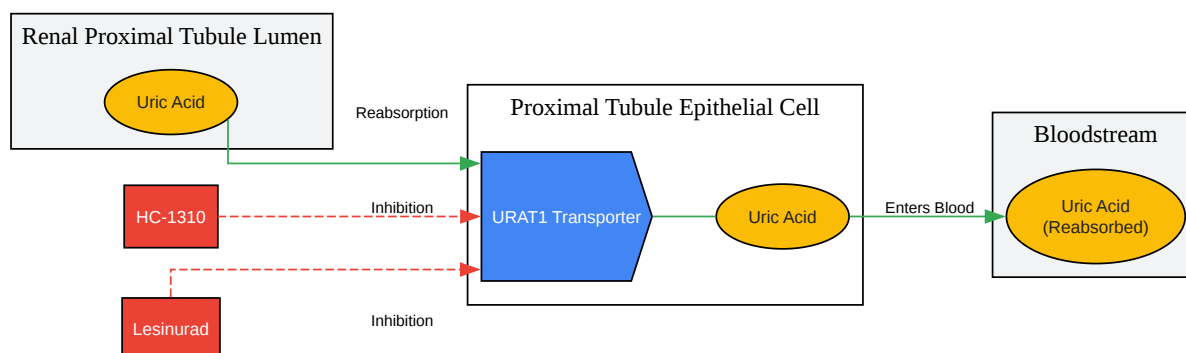 Renal Proximal Tubule Lumen
Uric Acid
Reabsorption
Proximal Tubule Epithelial Cell
Bloodstream
HC-1310
Inhibition
URAT1 Transporter
Uric Acid
Enters Blood
Uric Acid
(Reabsorbed)
Lesinurad
Inhibition